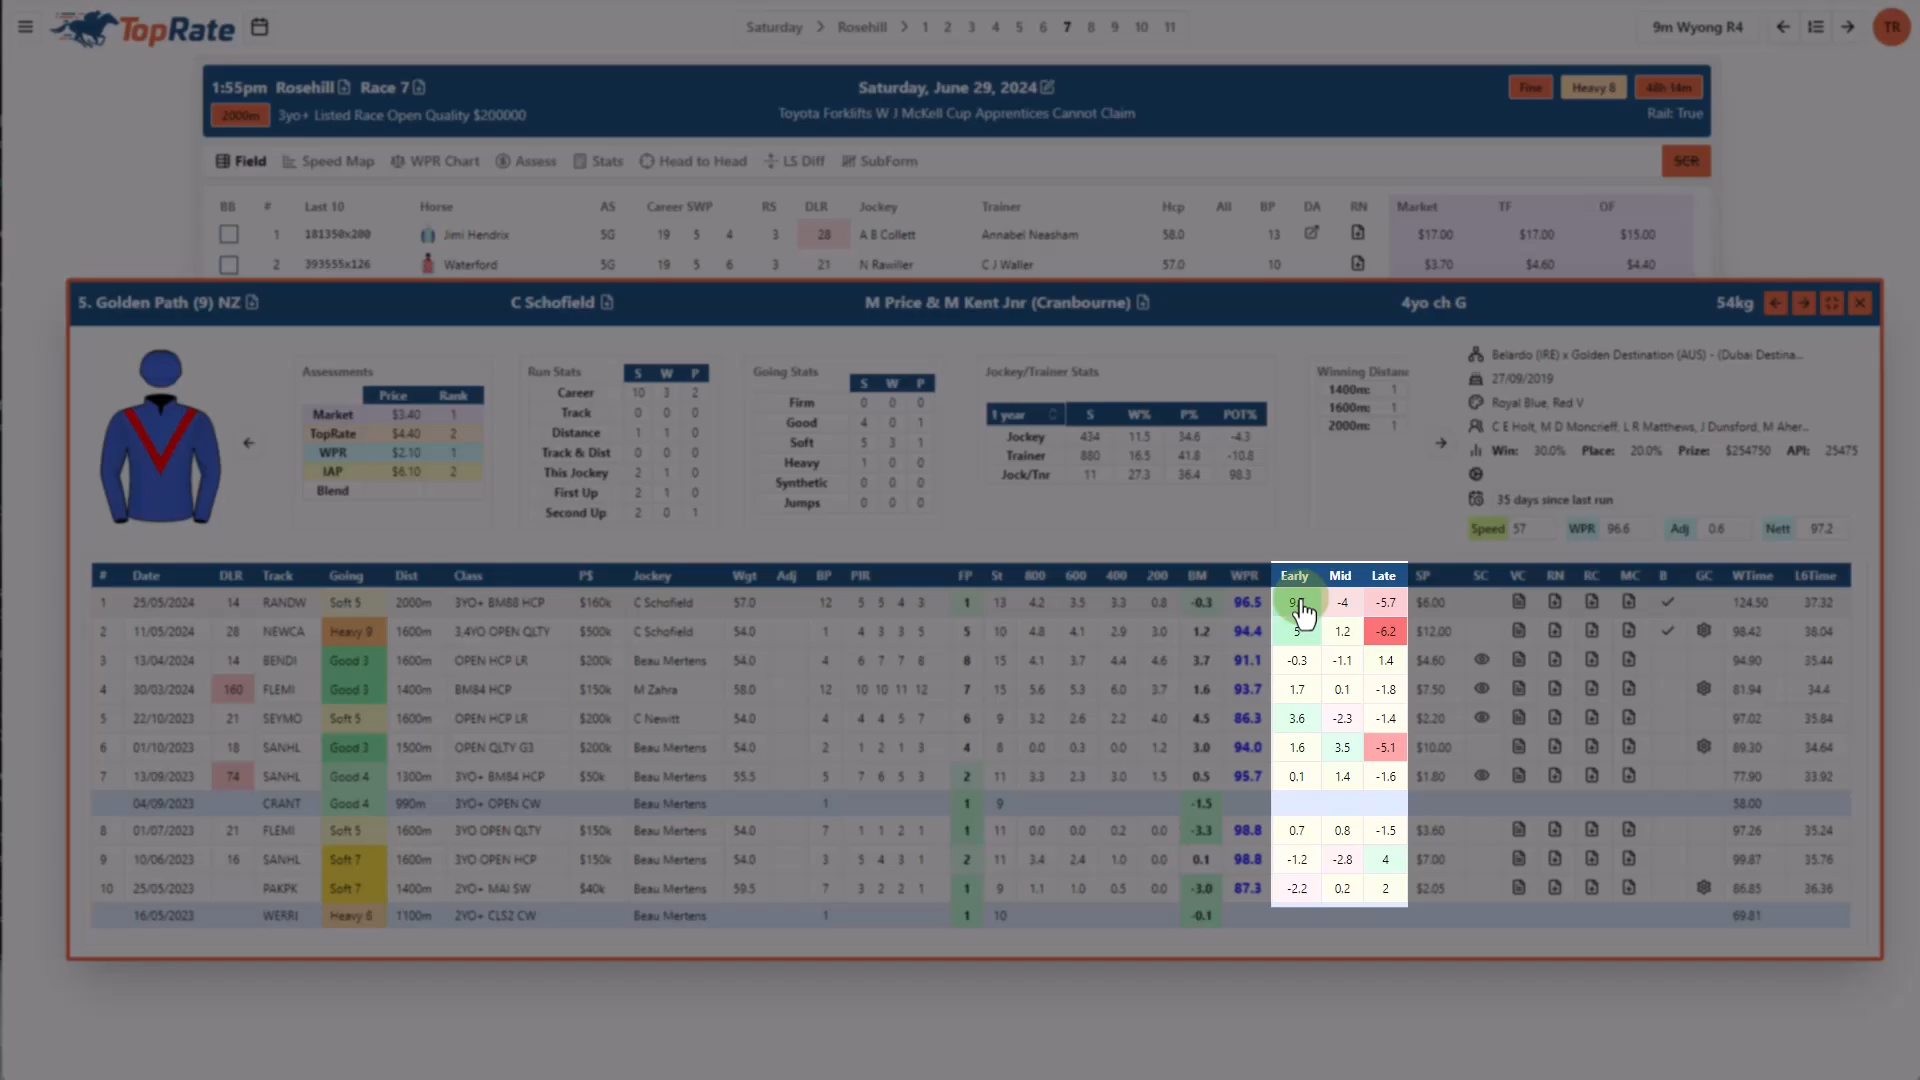 TopRate
Saturday > Rosehill > 1 2 3 4 5 6 7 8 9 10 11
9m Wyong R4
TR
1:55pm Rosehill Race 7
Saturday, June 29, 2024
Fine Heavy 8 48h 14m
2000m 3yo+ Listed Race Open Quality $200000
Toyota Forklifts W J McKell Cup Apprentices Cannot Claim
Rail: True
Field Speed Map WPR Chart Assess Stats Head to Head LS Diff SubForm
SCR
BB # Last 10 Horse AS Career SWP RS DLR Jockey Trainer Hcp All BP DA RN Market TF OF
1 181350x200 Jimi Hendrix 5G 19 5 4 3 28 A B Collett Annabel Neasham 58.0 13 $17.00 $17.00 $15.00
2 393555x126 Waterford 5G 19 5 6 3 21 N Rawiller C J Waller 57.0 10 $3.70 $4.60 $4.40
5. Golden Path (9) NZ
C Schofield
M Price & M Kent Jnr (Cranbourne)
4yo ch G
54kg
Assessments
Price Rank
Market $3.40 1
TopRate $4.40 2
WPR $2.10 1
IAP $6.10 2
Blend
Run Stats S W P
Career 10 3 2
Track 0 0 0
Distance 1 1 0
Track & Dist 0 0 0
This Jockey 2 1 0
First Up 2 1 0
Second Up 2 0 1
Going Stats S W P
Firm 0 0 0
Good 4 0 1
Soft 5 3 1
Heavy 1 0 0
Synthetic 0 0 0
Jumps 0 0 0
Jockey/Trainer Stats
1 year S W% P% POT%
Jockey 434 11.5 34.6 -4.3
Trainer 880 16.5 41.8 -10.8
Jock/Tnr 11 27.3 36.4 98.3
Winning Distanc
1400m: 1
1600m: 1
2000m: 1
Belardo (IRE) x Golden Destination (AUS) - (Dubai Destina...
27/09/2019
Royal Blue, Red V
C E Holt, M D Moncrieff, L R Matthews, J Dunsford, M Aher...
Win: 30.0% Place: 20.0% Prize: $254750 API: 25475
35 days since last run
Speed 57 WPR 96.6 Adj 0.6 Nett 97.2
# Date DLR Track Going Dist Class P$ Jockey Wgt Adj BP PIR FP St 800 600 400 200 BM WPR Early Mid Late SP SC VC RN RC MC B GC WTime L6Time
1 25/05/2024 14 RANDW Soft 5 2000m 3YO+ BM88 HCP $160k C Schofield 57.0 12 5 5 4 3 1 13 4.2 3.5 3.3 0.8 -0.3 96.5 -4 -5.7 $6.00 124.50 37.32
2 11/05/2024 28 NEWCA Heavy 9 1600m 3,4YO OPEN QLTY $500k C Schofield 54.0 1 4 3 3 5 5 10 4.8 4.1 2.9 3.0 1.2 94.4 5 1.2 -6.2 $12.00 98.42 38.04
3 13/04/2024 14 BENDI Good 3 1600m OPEN HCP LR $200k Beau Mertens 54.0 4 6 7 7 8 8 15 4.1 3.7 4.4 4.6 3.7 91.1 -0.3 -1.1 1.4 $4.60 94.90 35.44
4 30/03/2024 160 FLEMI Good 3 1400m BM84 HCP $150k M Zahra 58.0 12 10 10 11 12 7 15 5.6 5.3 6.0 3.7 1.6 93.7 1.7 0.1 -1.8 $7.50 81.94 34.4
5 22/10/2023 21 SEYMO Soft 5 1600m OPEN HCP LR $200k C Newitt 54.0 4 4 4 5 7 6 9 3.2 2.6 2.2 4.0 4.5 86.3 3.6 -2.3 -1.4 $2.20 97.02 35.84
6 01/10/2023 18 SANHL Good 3 1500m OPEN QLTY G3 $200k Beau Mertens 54.0 2 1 2 1 3 4 8 0.0 0.3 0.0 1.2 3.0 94.0 1.6 3.5 -5.1 $10.00 89.30 34.64
7 13/09/2023 74 SANHL Good 4 1300m 3YO+ BM84 HCP $50k Beau Mertens 55.5 5 7 6 5 3 2 11 3.3 2.3 3.0 1.5 0.5 95.7 0.1 1.4 -1.6 $1.80 77.90 33.92
04/09/2023 CRANT Good 4 990m 3YO+ OPEN CW Beau Mertens 1 1 9 -1.5 58.00
8 01/07/2023 21 FLEMI Soft 5 1600m 3YO OPEN QLTY $150k Beau Mertens 54.0 7 1 1 2 1 1 11 0.0 0.0 0.2 0.0 -3.3 98.8 0.7 0.8 -1.5 $3.60 97.26 35.24
9 10/06/2023 16 SANHL Soft 7 1600m 3YO OPEN HCP $150k Beau Mertens 54.0 3 5 4 3 1 2 11 3.4 2.4 1.0 0.0 0.1 98.8 -1.2 -2.8 4 $7.00 99.87 35.76
10 25/05/2023 PAKPK Soft 7 1400m 2YO+ MAI SW $40k Beau Mertens 59.5 7 3 2 2 1 1 9 1.1 1.0 0.5 0.0 -3.0 87.3 -2.2 0.2 2 $2.05 86.85 36.36
16/05/2023 WERRI Heavy 8 1100m 2YO+ CLS2 CW Beau Mertens 1 1 10 -0.1 69.81